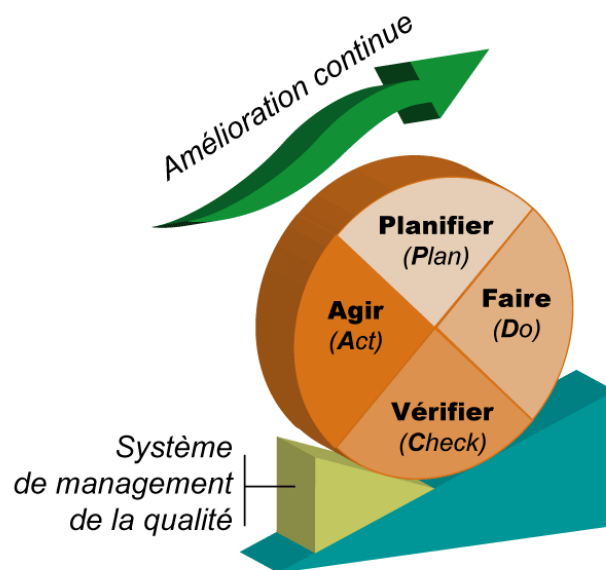 Amélioration continue
Planifier
(Plan)
Faire
(Do)
Agir
(Act)
Vérifier
(Check)
Système
de management
de la qualité